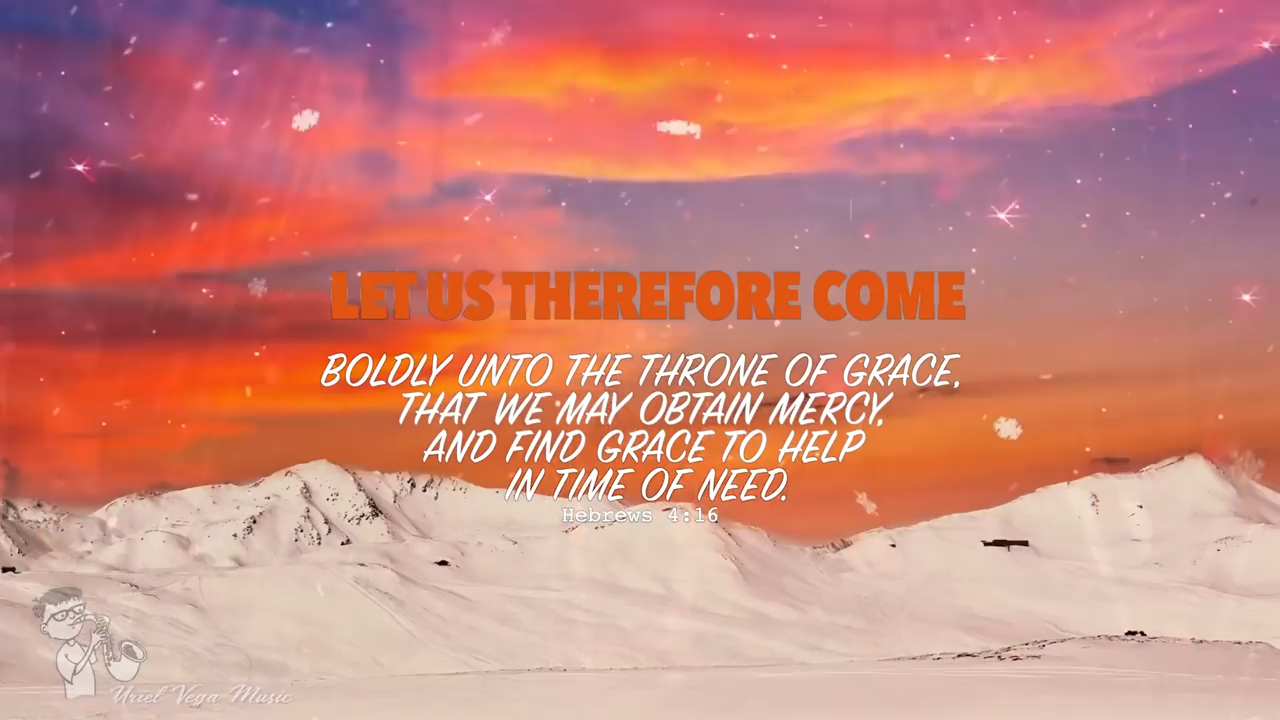 LET US THEREFORE COME
BOLDLY UNTO THE THRONE OF GRACE,
THAT WE MAY OBTAIN MERCY,
AND FIND GRACE TO HELP
IN TIME OF NEED.
Hebrews 4:16
Uriel Vega Music